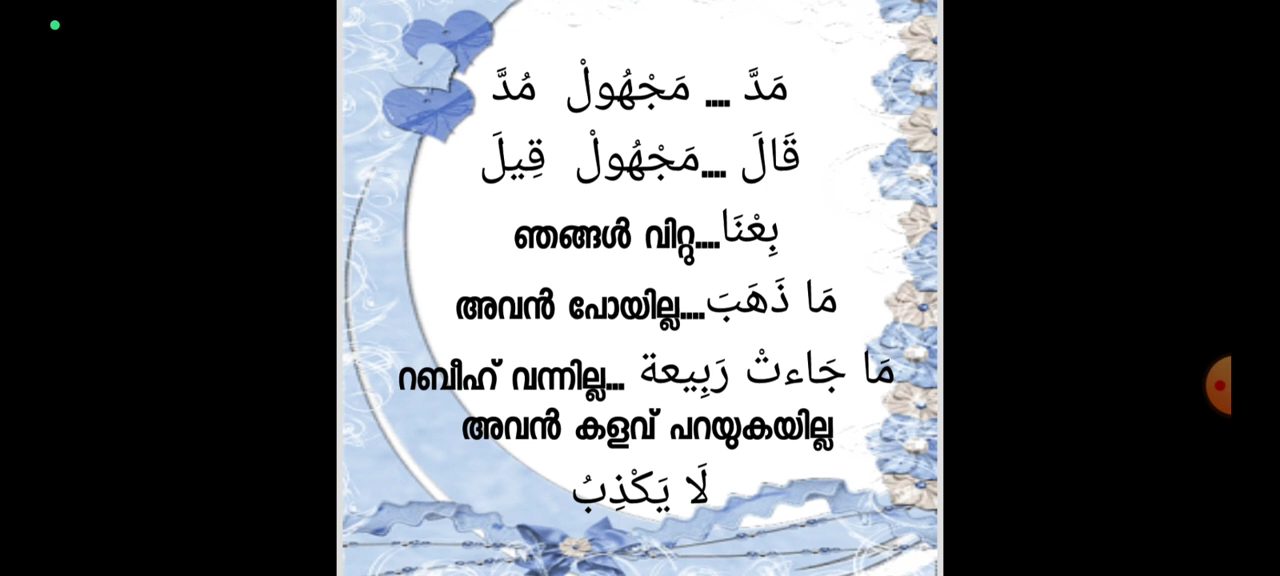 مَدَّ .... مَجْهُولْ مُدَّ
قَالَ ....مَجْهُولْ قِيلَ
بِعْنَا....ഞങ്ങൾ വിറ്റു
مَا ذَهَبَ....അവൻ പോയില്ല
مَا جَاءتْ رَبِيعة ...റബീഹ് വന്നില്ല
അവൻ കളവ് പറയുകയില്ല
لَا يَكْذِبُ